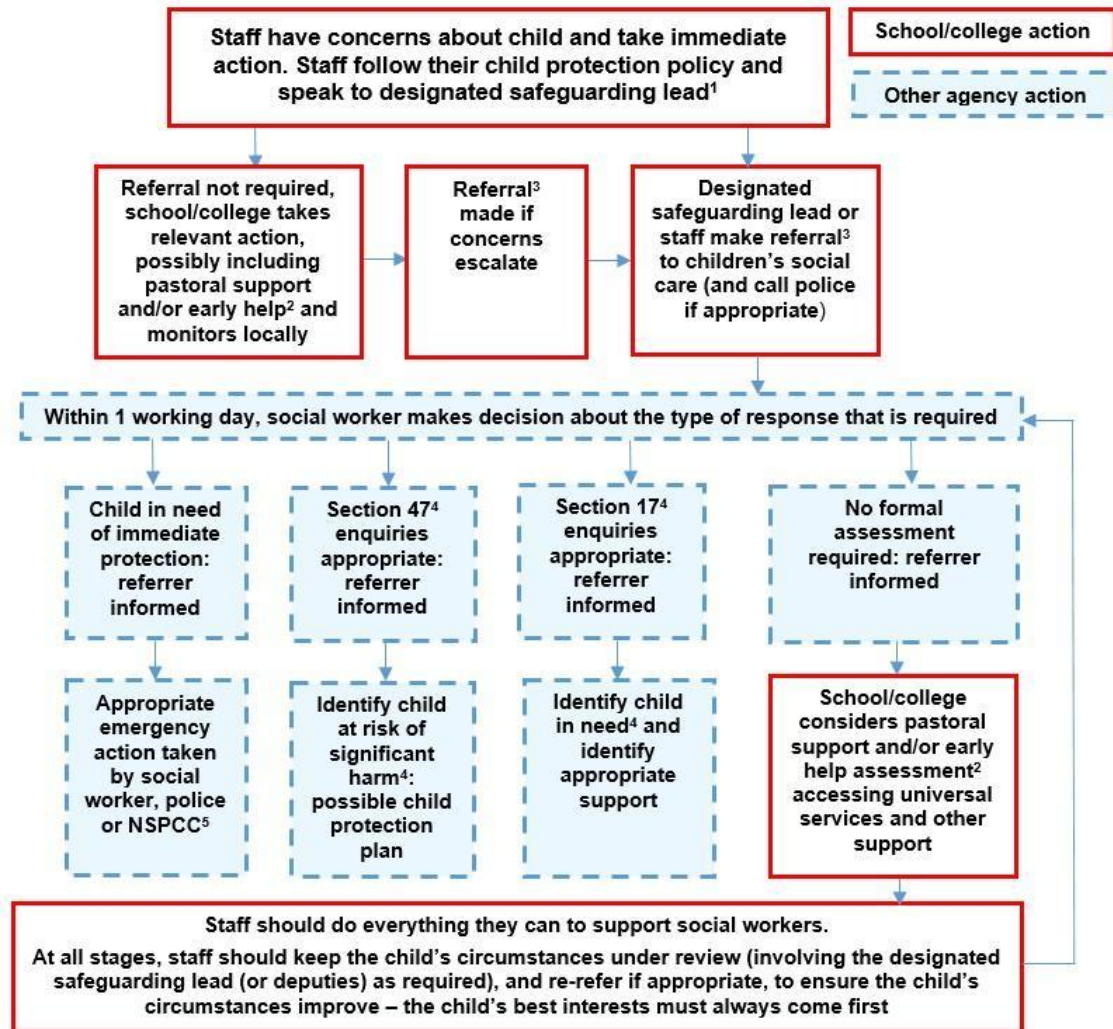 Staff have concerns about child and take immediate
action. Staff follow their child protection policy and
speak to designated safeguarding lead¹
School/college action
Other agency action
Referral not required,
school/college takes
relevant action,
possibly including
pastoral support
and/or early help² and
monitors locally
Referral³
made if
concerns
escalate
Designated
safeguarding lead or
staff make referral³
to children's social
care (and call police
if appropriate)
Within 1 working day, social worker makes decision about the type of response that is required
Child in need
of immediate
protection:
referrer
informed
Section 47⁴
enquiries
appropriate:
referrer
informed
Section 17⁴
enquiries
appropriate:
referrer
informed
No formal
assessment
required: referrer
informed
Appropriate
emergency
action taken
by social
worker, police
or NSPCC⁵
Identify child
at risk of
significant
harm⁴:
possible child
protection
plan
Identify child
in need⁴ and
identify
appropriate
support
School/college
considers pastoral
support and/or early
help assessment²
accessing universal
services and other
support
Staff should do everything they can to support social workers.
At all stages, staff should keep the child's circumstances under review (involving the designated
safeguarding lead (or deputies) as required), and re-refer if appropriate, to ensure the child's
circumstances improve – the child's best interests must always come first